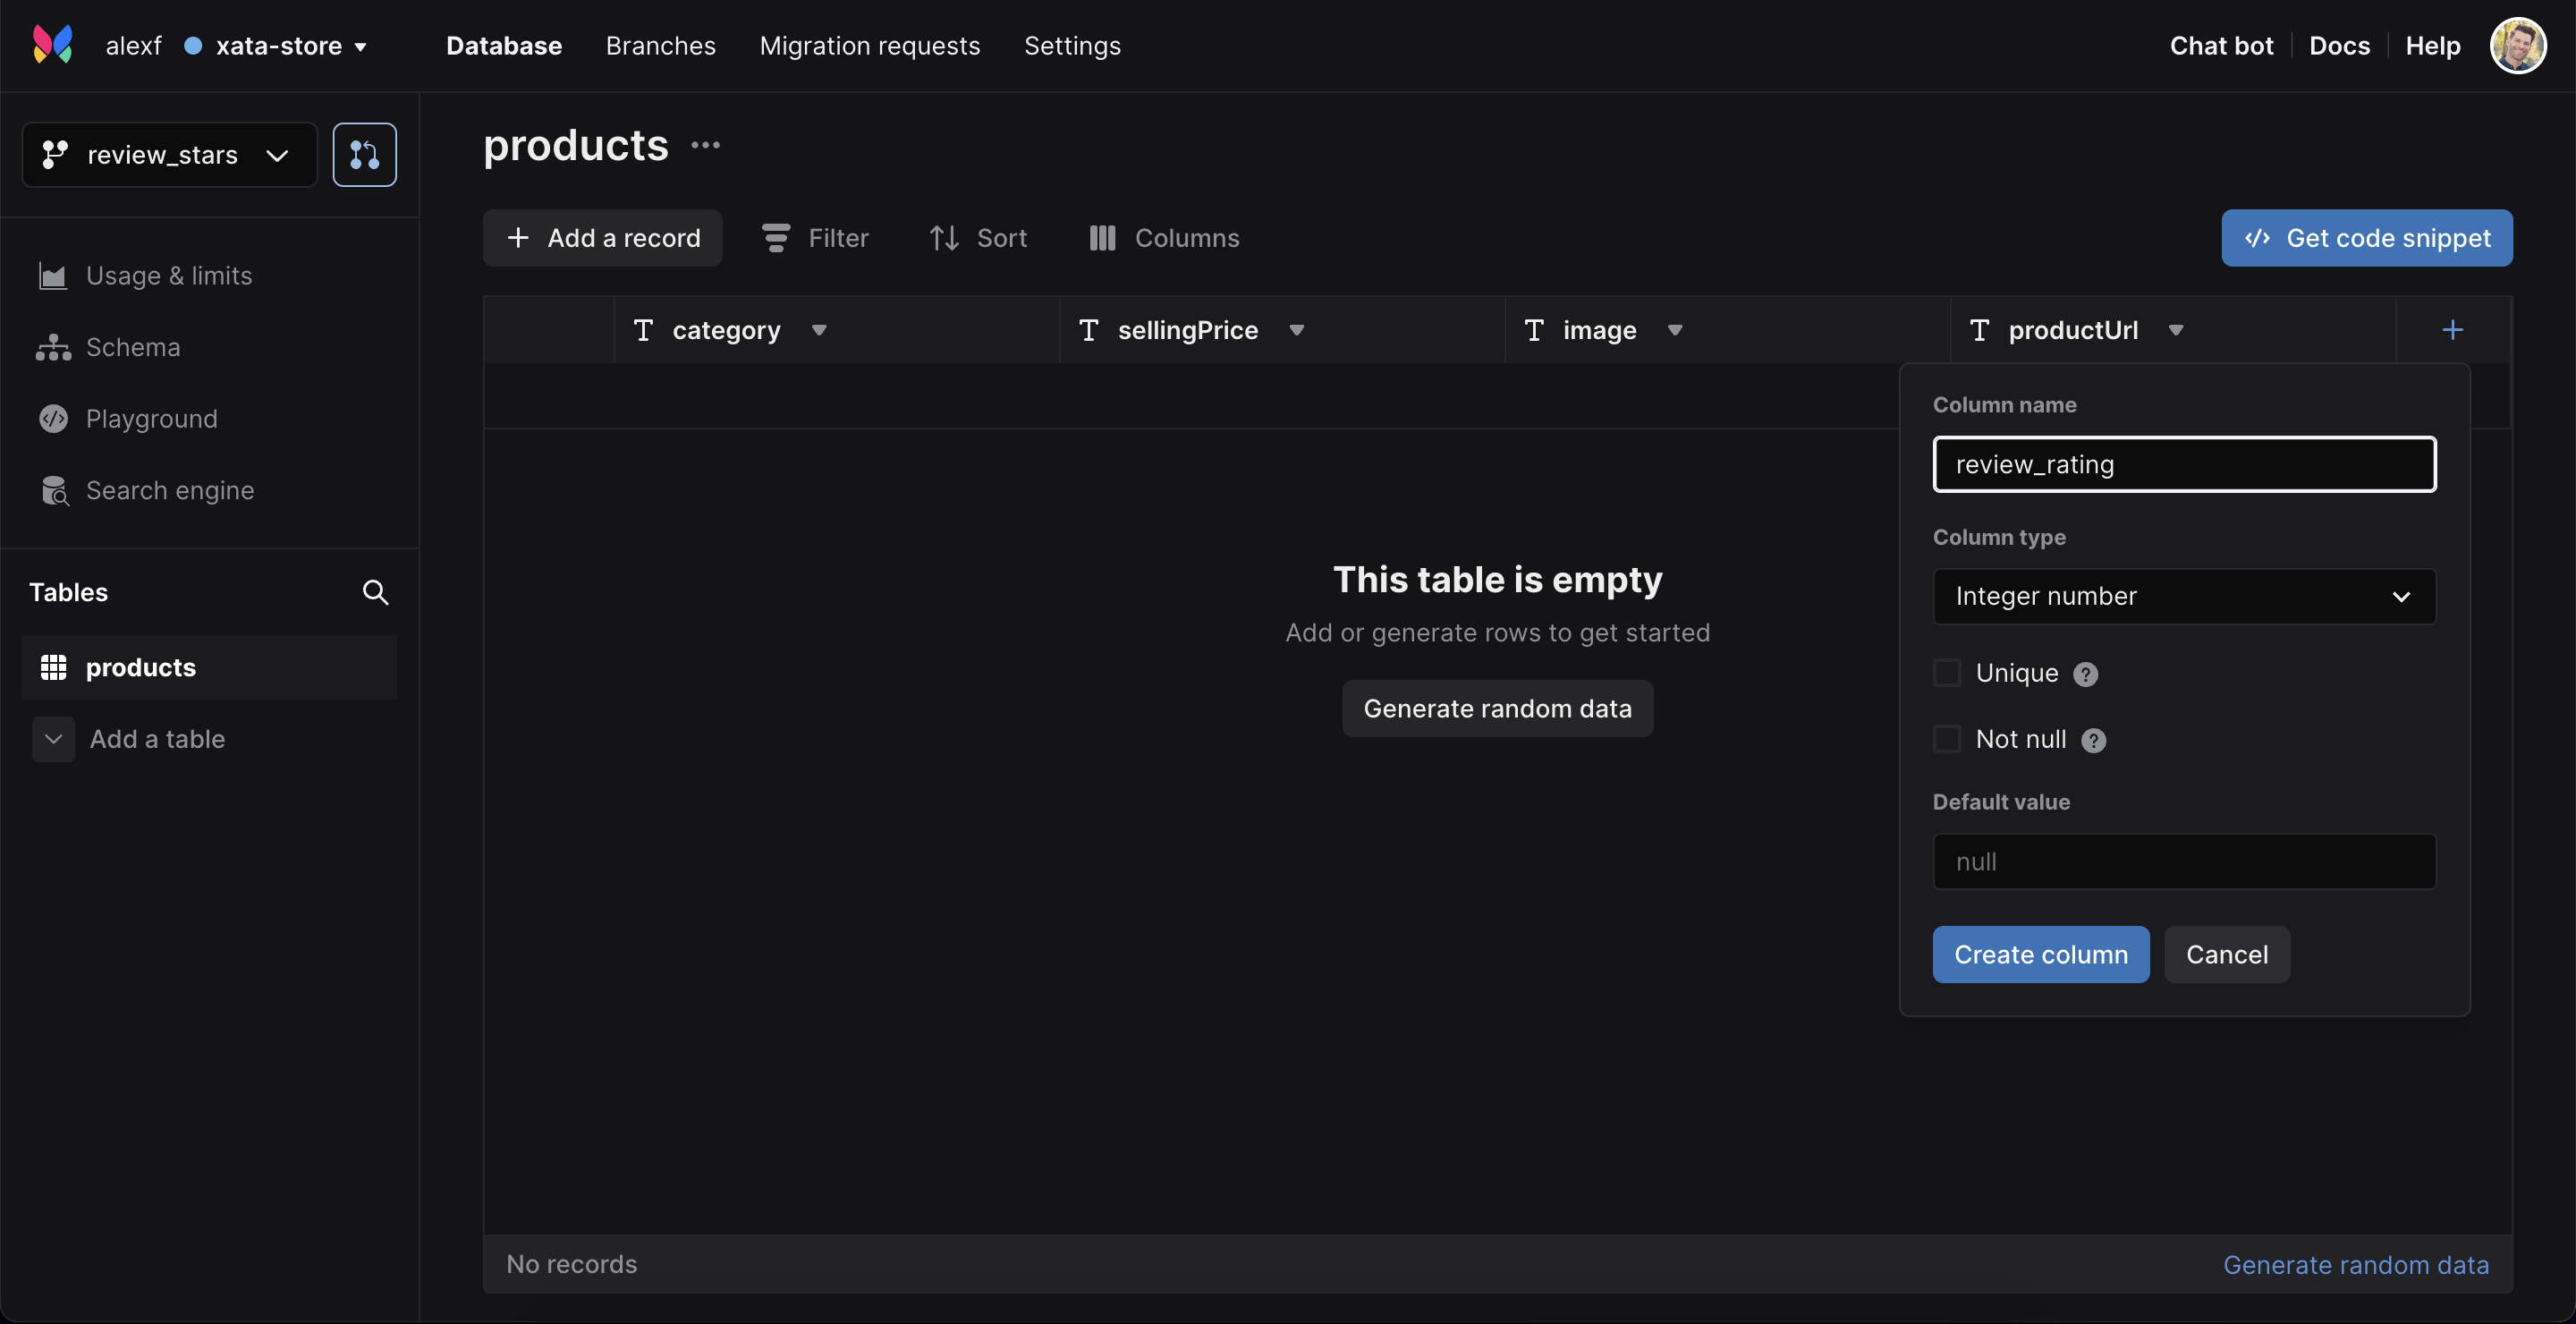 alexf xata-store Database Branches Migration requests Settings Chat bot Docs Help
review_stars
Usage & limits
Schema
Playground
Search engine
Tables
products
Add a table
products
Add a record Filter Sort Columns Get code snippet
category sellingPrice image productUrl
This table is empty
Add or generate rows to get started
Generate random data
Column name
review_rating
Column type
Integer number
Unique
Not null
Default value
null
Create column Cancel
No records Generate random data